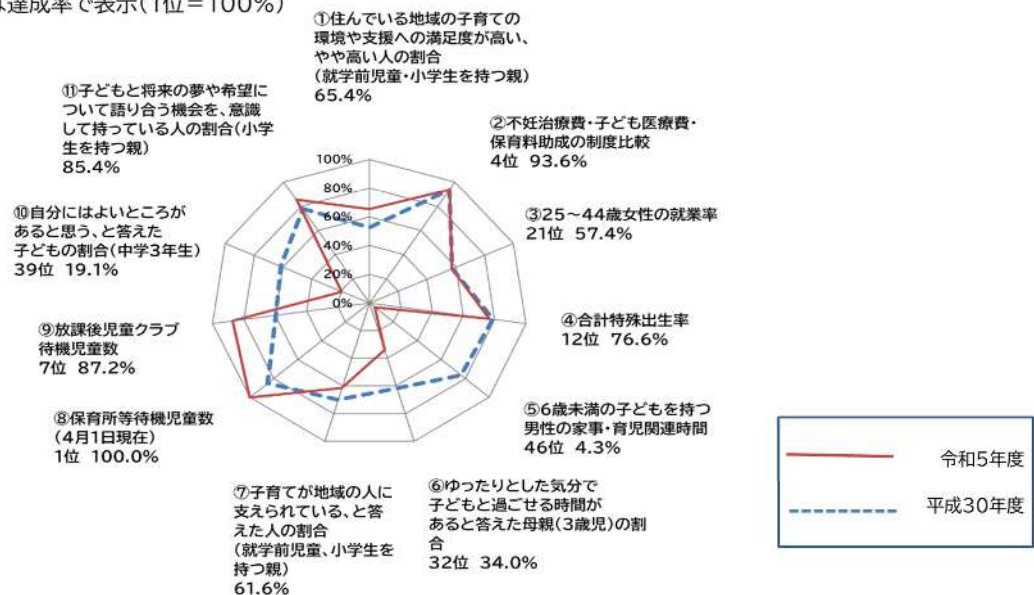 達成率で表示(1位＝100%)
①住んでいる地域の子育ての
環境や支援への満足度が高い、
やや高い人の割合
(就学前児童・小学生を持つ親)
65.4%
②不妊治療費・子ども医療費・
保育料助成の制度比較
4位 93.6%
③25～44歳女性の就業率
21位 57.4%
④合計特殊出生率
12位 76.6%
⑤6歳未満の子どもを持つ
男性の家事・育児関連時間
46位 4.3%
⑥ゆったりとした気分で
子どもと過ごせる時間が
あると答えた母親(3歳児)の割
合
32位 34.0%
⑦子育てが地域の人に
支えられている、と答
えた人の割合
(就学前児童、小学生を
持つ親)
61.6%
⑧保育所等待機児童数
(4月1日現在)
1位 100.0%
⑨放課後児童クラブ
待機児童数
7位 87.2%
⑩自分にはよいところが
あると思う、と答えた
子どもの割合(中学3年生)
39位 19.1%
⑪子どもと将来の夢や希望に
ついて語り合う機会を、意識
して持っている人の割合(小学
生を持つ親)
85.4%
100%
80%
60%
40%
20%
0%
令和5年度
平成30年度